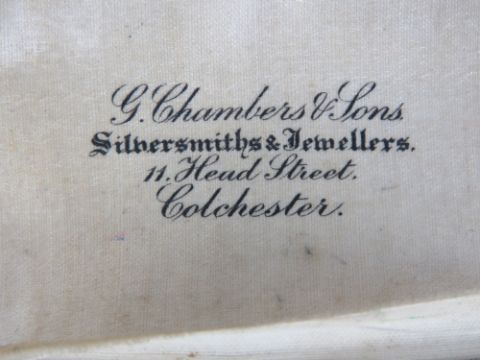 G. Chambers & Sons.
Silversmiths & Jewellers.
11. Head Street.
Colchester.